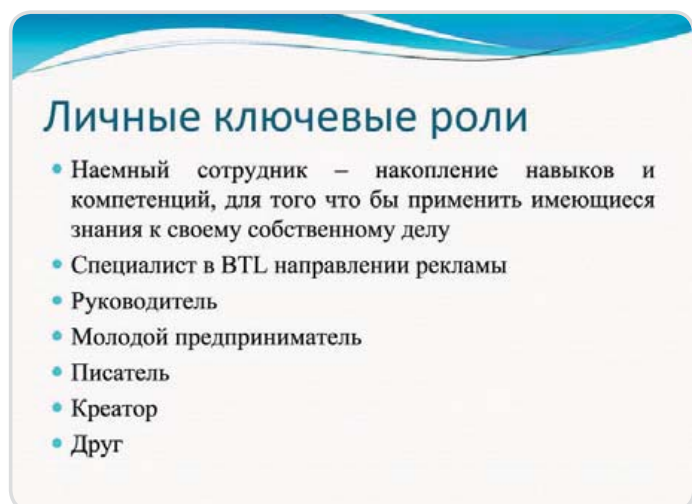 Личные ключевые роли
Наемный сотрудник – накопление навыков и
компетенций, для того что бы применить имеющиеся
знания к своему собственному делу
Специалист в BTL направлении рекламы
Руководитель
Молодой предприниматель
Писатель
Креатор
Друг